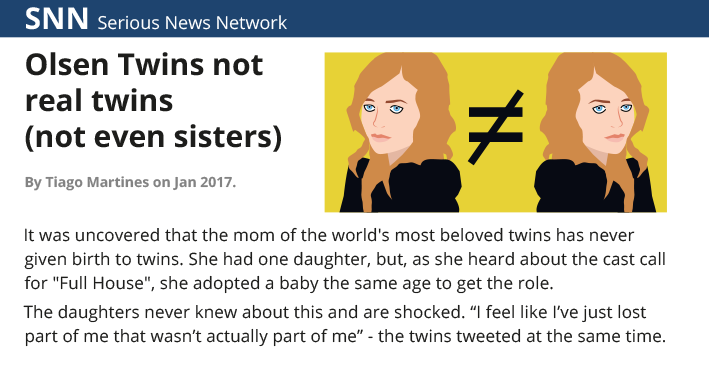 SNN Serious News Network
Olsen Twins not
real twins
(not even sisters)
By Tiago Martines on Jan 2017.
≠
It was uncovered that the mom of the world's most beloved twins has never
given birth to twins. She had one daughter, but, as she heard about the cast call
for "Full House", she adopted a baby the same age to get the role.
The daughters never knew about this and are shocked. “I feel like I’ve just lost
part of me that wasn’t actually part of me” - the twins tweeted at the same time.